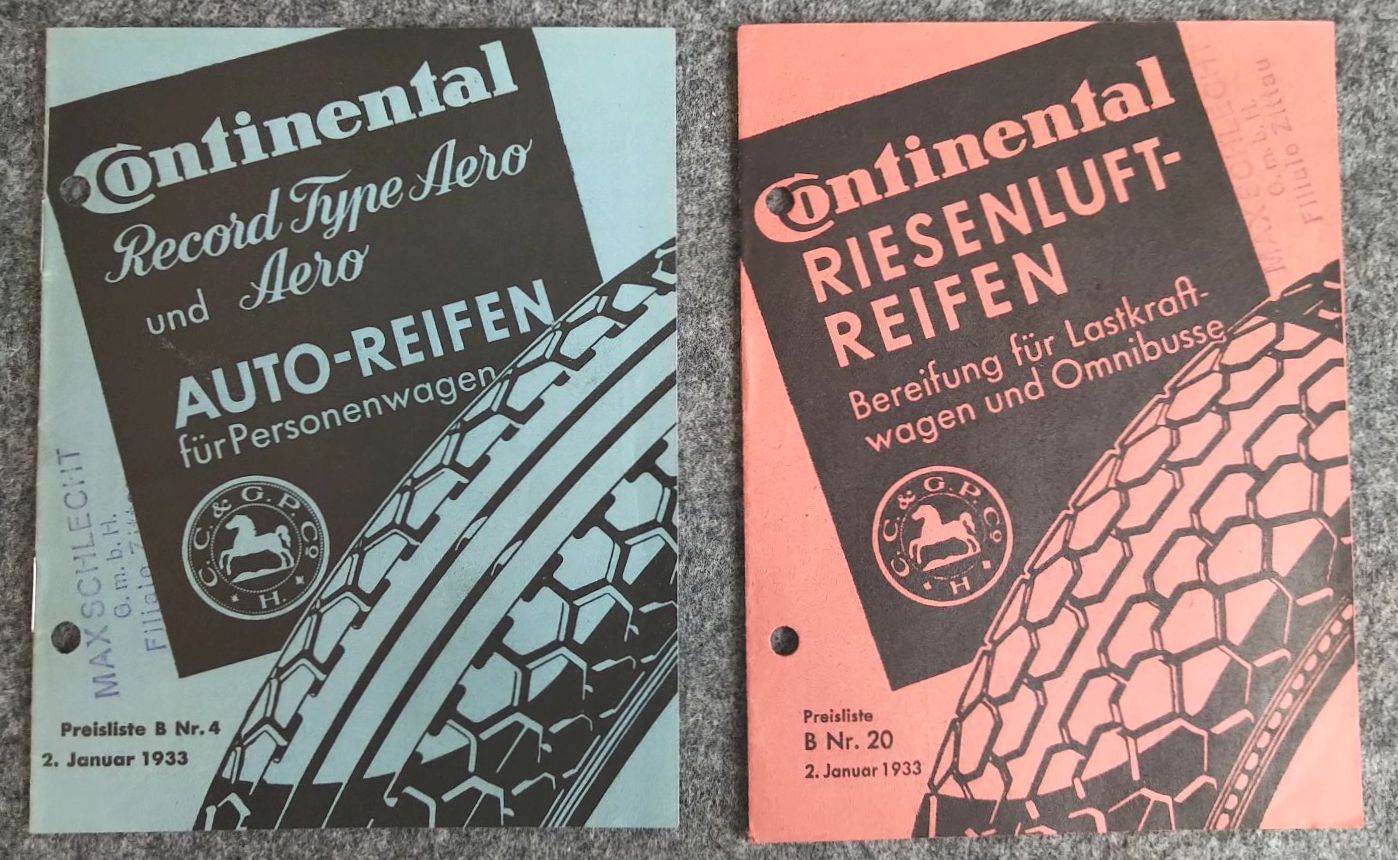 Continental
Record Type Aero
und Aero
AUTO-REIFEN
für Personenwagen
C. C. & G. P. Co.
H.
MAX SCHLECHT
G.m.b.H.
Filiale
Preisliste B Nr. 4
2. Januar 1933
Continental
RIESENLUFT-
REIFEN
Bereifung für Lastkraft-
wagen und Omnibusse
C. C. & G. P. Co.
H.
MAX SCHLECHT
G.m.b.H.
Filiale Zittau
Preisliste
B Nr. 20
2. Januar 1933